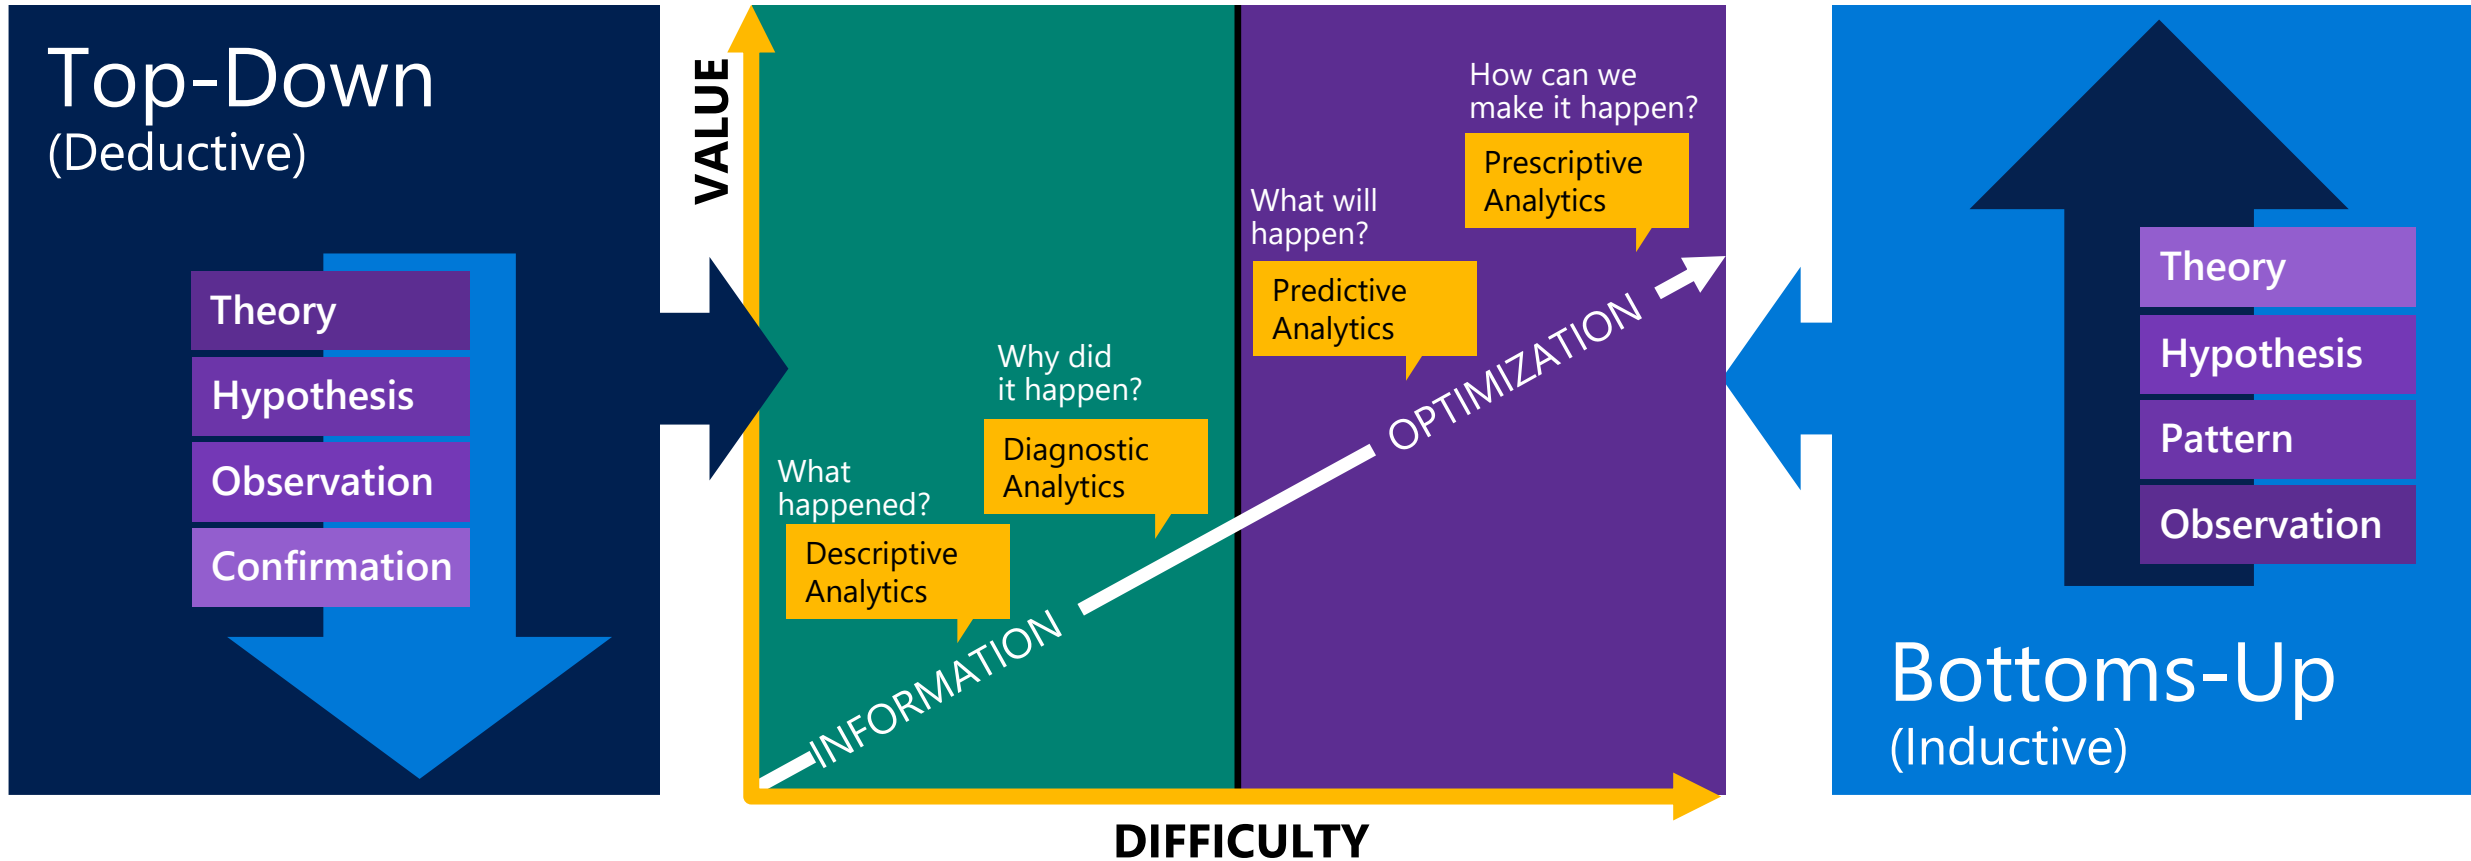 Top-Down
(Deductive)
Theory
Hypothesis
Observation
Confirmation
VALUE
What
happened?
Descriptive
Analytics
Why did
it happen?
Diagnostic
Analytics
What will
happen?
Predictive
Analytics
How can we
make it happen?
Prescriptive
Analytics
INFORMATION
OPTIMIZATION
DIFFICULTY
Theory
Hypothesis
Pattern
Observation
Bottoms-Up
(Inductive)